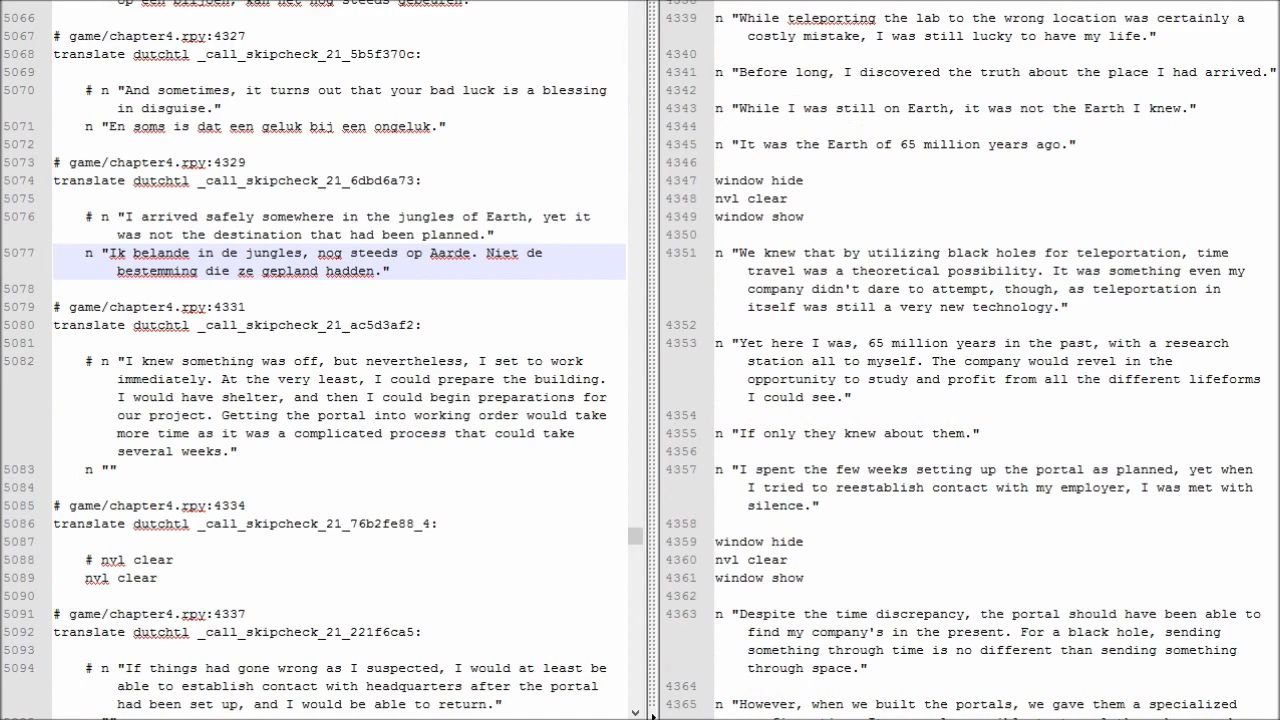 5066 op een biljoen, kan het nog steeds gebeuren."
5067 # game/chapter4.rpy:4327
5068 translate dutchtl _call_skipcheck_21_5b5f370c:
5069
5070 # n "And sometimes, it turns out that your bad luck is a blessing
in disguise."
5071 n "En soms is dat een geluk bij een ongeluk."
5072
5073 # game/chapter4.rpy:4329
5074 translate dutchtl _call_skipcheck_21_6dbd6a73:
5075
5076 # n "I arrived safely somewhere in the jungles of Earth, yet it
was not the destination that had been planned."
5077 n "Ik belande in de jungles, nog steeds op Aarde. Niet de
bestemming die ze gepland hadden."
5078
5079 # game/chapter4.rpy:4331
5080 translate dutchtl _call_skipcheck_21_ac5d3af2:
5081
5082 # n "I knew something was off, but nevertheless, I set to work
immediately. At the very least, I could prepare the building.
I would have shelter, and then I could begin preparations for
our project. Getting the portal into working order would take
more time as it was a complicated process that could take
several weeks."
5083 n ""
5084
5085 # game/chapter4.rpy:4334
5086 translate dutchtl _call_skipcheck_21_76b2fe88_4:
5087
5088 # nvl clear
5089 nvl clear
5090
5091 # game/chapter4.rpy:4337
5092 translate dutchtl _call_skipcheck_21_221f6ca5:
5093
5094 # n "If things had gone wrong as I suspected, I would at least be
able to establish contact with headquarters after the portal
had been set up, and I would be able to return."
4339 n "While teleporting the lab to the wrong location was certainly a
costly mistake, I was still lucky to have my life."
4340
4341 n "Before long, I discovered the truth about the place I had arrived."
4342
4343 n "While I was still on Earth, it was not the Earth I knew."
4344
4345 n "It was the Earth of 65 million years ago."
4346
4347 window hide
4348 nvl clear
4349 window show
4350
4351 n "We knew that by utilizing black holes for teleportation, time
travel was a theoretical possibility. It was something even my
company didn't dare to attempt, though, as teleportation in
itself was still a very new technology."
4352
4353 n "Yet here I was, 65 million years in the past, with a research
station all to myself. The company would revel in the
opportunity to study and profit from all the different lifeforms
I could see."
4354
4355 n "If only they knew about them."
4356
4357 n "I spent the few weeks setting up the portal as planned, yet when
I tried to reestablish contact with my employer, I was met with
silence."
4358
4359 window hide
4360 nvl clear
4361 window show
4362
4363 n "Despite the time discrepancy, the portal should have been able to
find my company's in the present. For a black hole, sending
something through time is no different than sending something
through space."
4364
4365 n "However, when we built the portals, we gave them a specialized